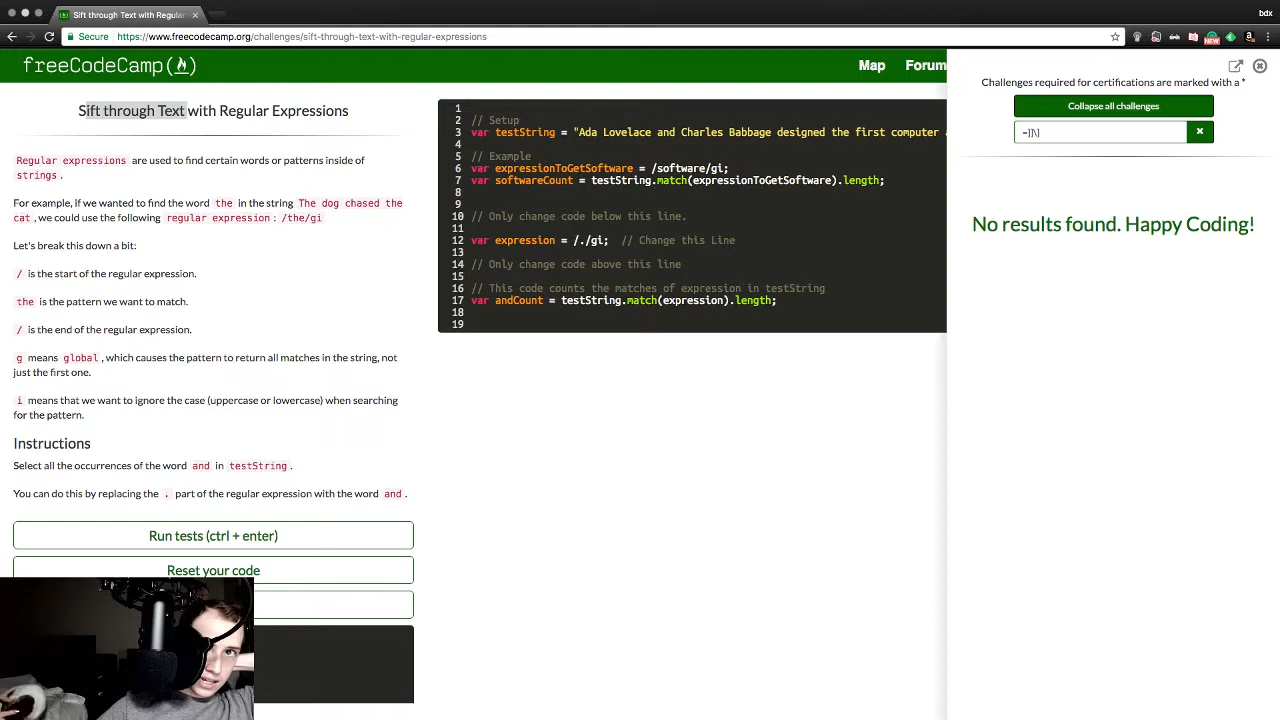 Sift through Text with Regular
bdx
Secure https://www.freecodecamp.org/challenges/sift-through-text-with-regular-expressions
NEW
freeCodeCamp
Map Forum
Sift through Text with Regular Expressions
Regular expressions are used to find certain words or patterns inside of
strings.
For example, if we wanted to find the word the in the string The dog chased the
cat, we could use the following regular expression: /the/gi
Let's break this down a bit:
/ is the start of the regular expression.
the is the pattern we want to match.
/ is the end of the regular expression.
g means global, which causes the pattern to return all matches in the string, not
just the first one.
i means that we want to ignore the case (uppercase or lowercase) when searching
for the pattern.
Instructions
Select all the occurrences of the word and in testString.
You can do this by replacing the . part of the regular expression with the word and.
Run tests (ctrl + enter)
Reset your code
1
2 // Setup
3 var testString = "Ada Lovelace and Charles Babbage designed the first computer a
4
5 // Example
6 var expressionToGetSoftware = /software/gi;
7 var softwareCount = testString.match(expressionToGetSoftware).length;
8
9
10 // Only change code below this line.
11
12 var expression = /./gi; // Change this Line
13
14 // Only change code above this line
15
16 // This code counts the matches of expression in testString
17 var andCount = testString.match(expression).length;
18
19
Challenges required for certifications are marked with a *
Collapse all challenges
=][\]
No results found. Happy Coding!